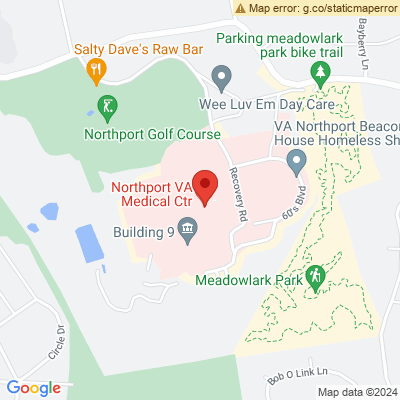 Map error: g.co/staticmaperror
Bayberry Ln
Parking meadowlark
park bike trail
Salty Dave's Raw Bar
Wee Luv Em Day Care
Northport Golf Course
VA Northport Beacon
House Homeless Sh
Northport VA
Medical Ctr
Recovery Rd
60's Blvd
Building 9
Meadowlark Park
Circle Dr
Bob O Link Ln
Google
Map data ©2024